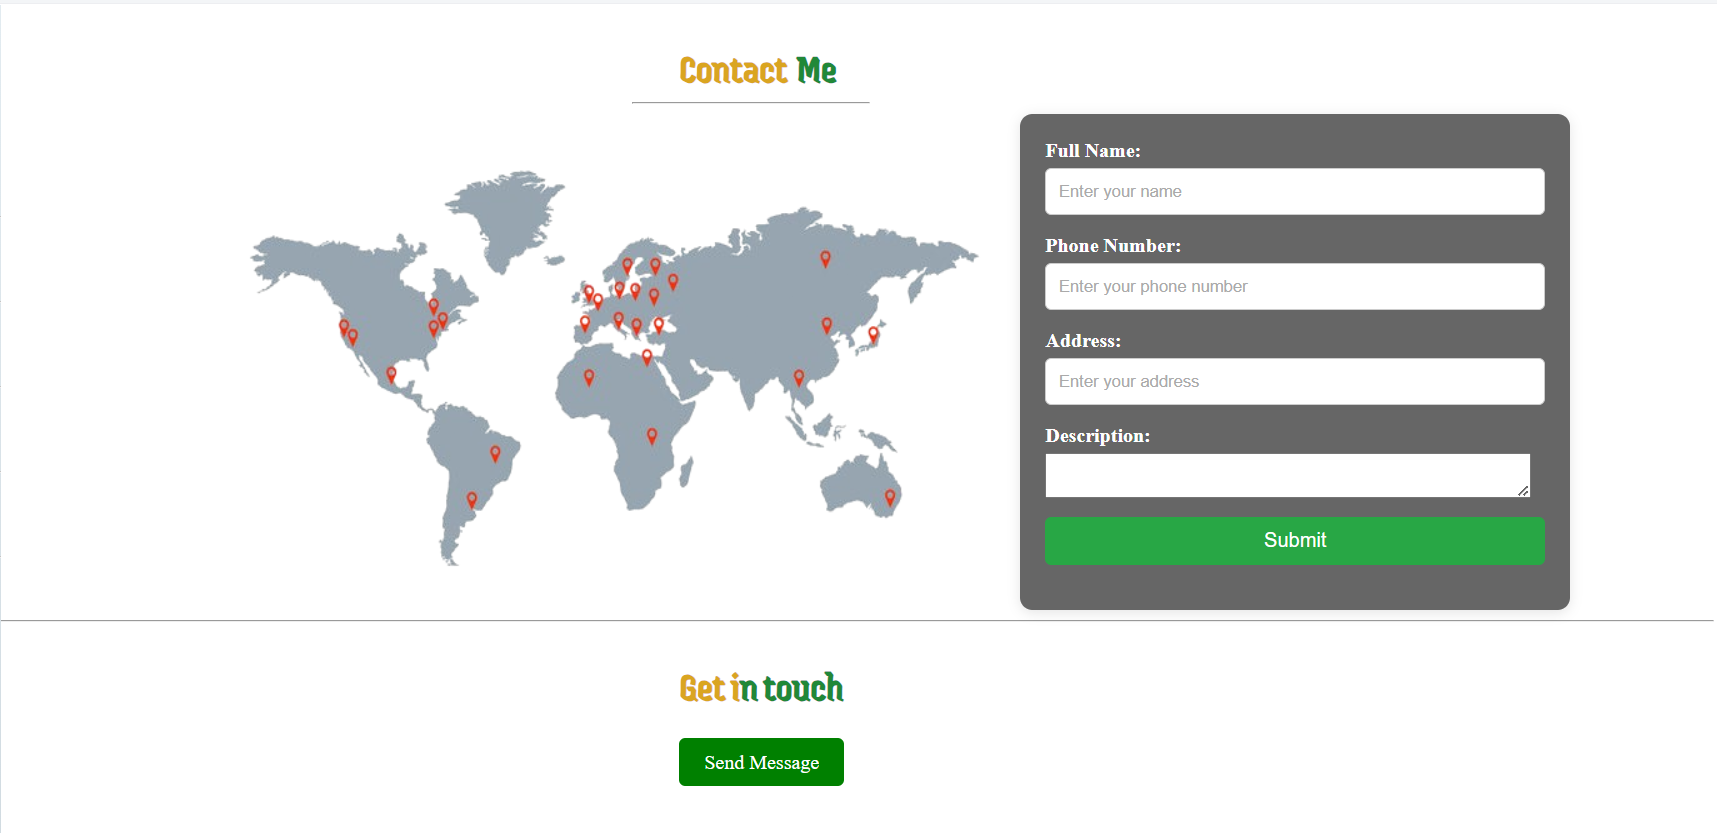 Contact Me
Full Name:
Enter your name
Phone Number:
Enter your phone number
Address:
Enter your address
Description:
Submit
Get in touch
Send Message